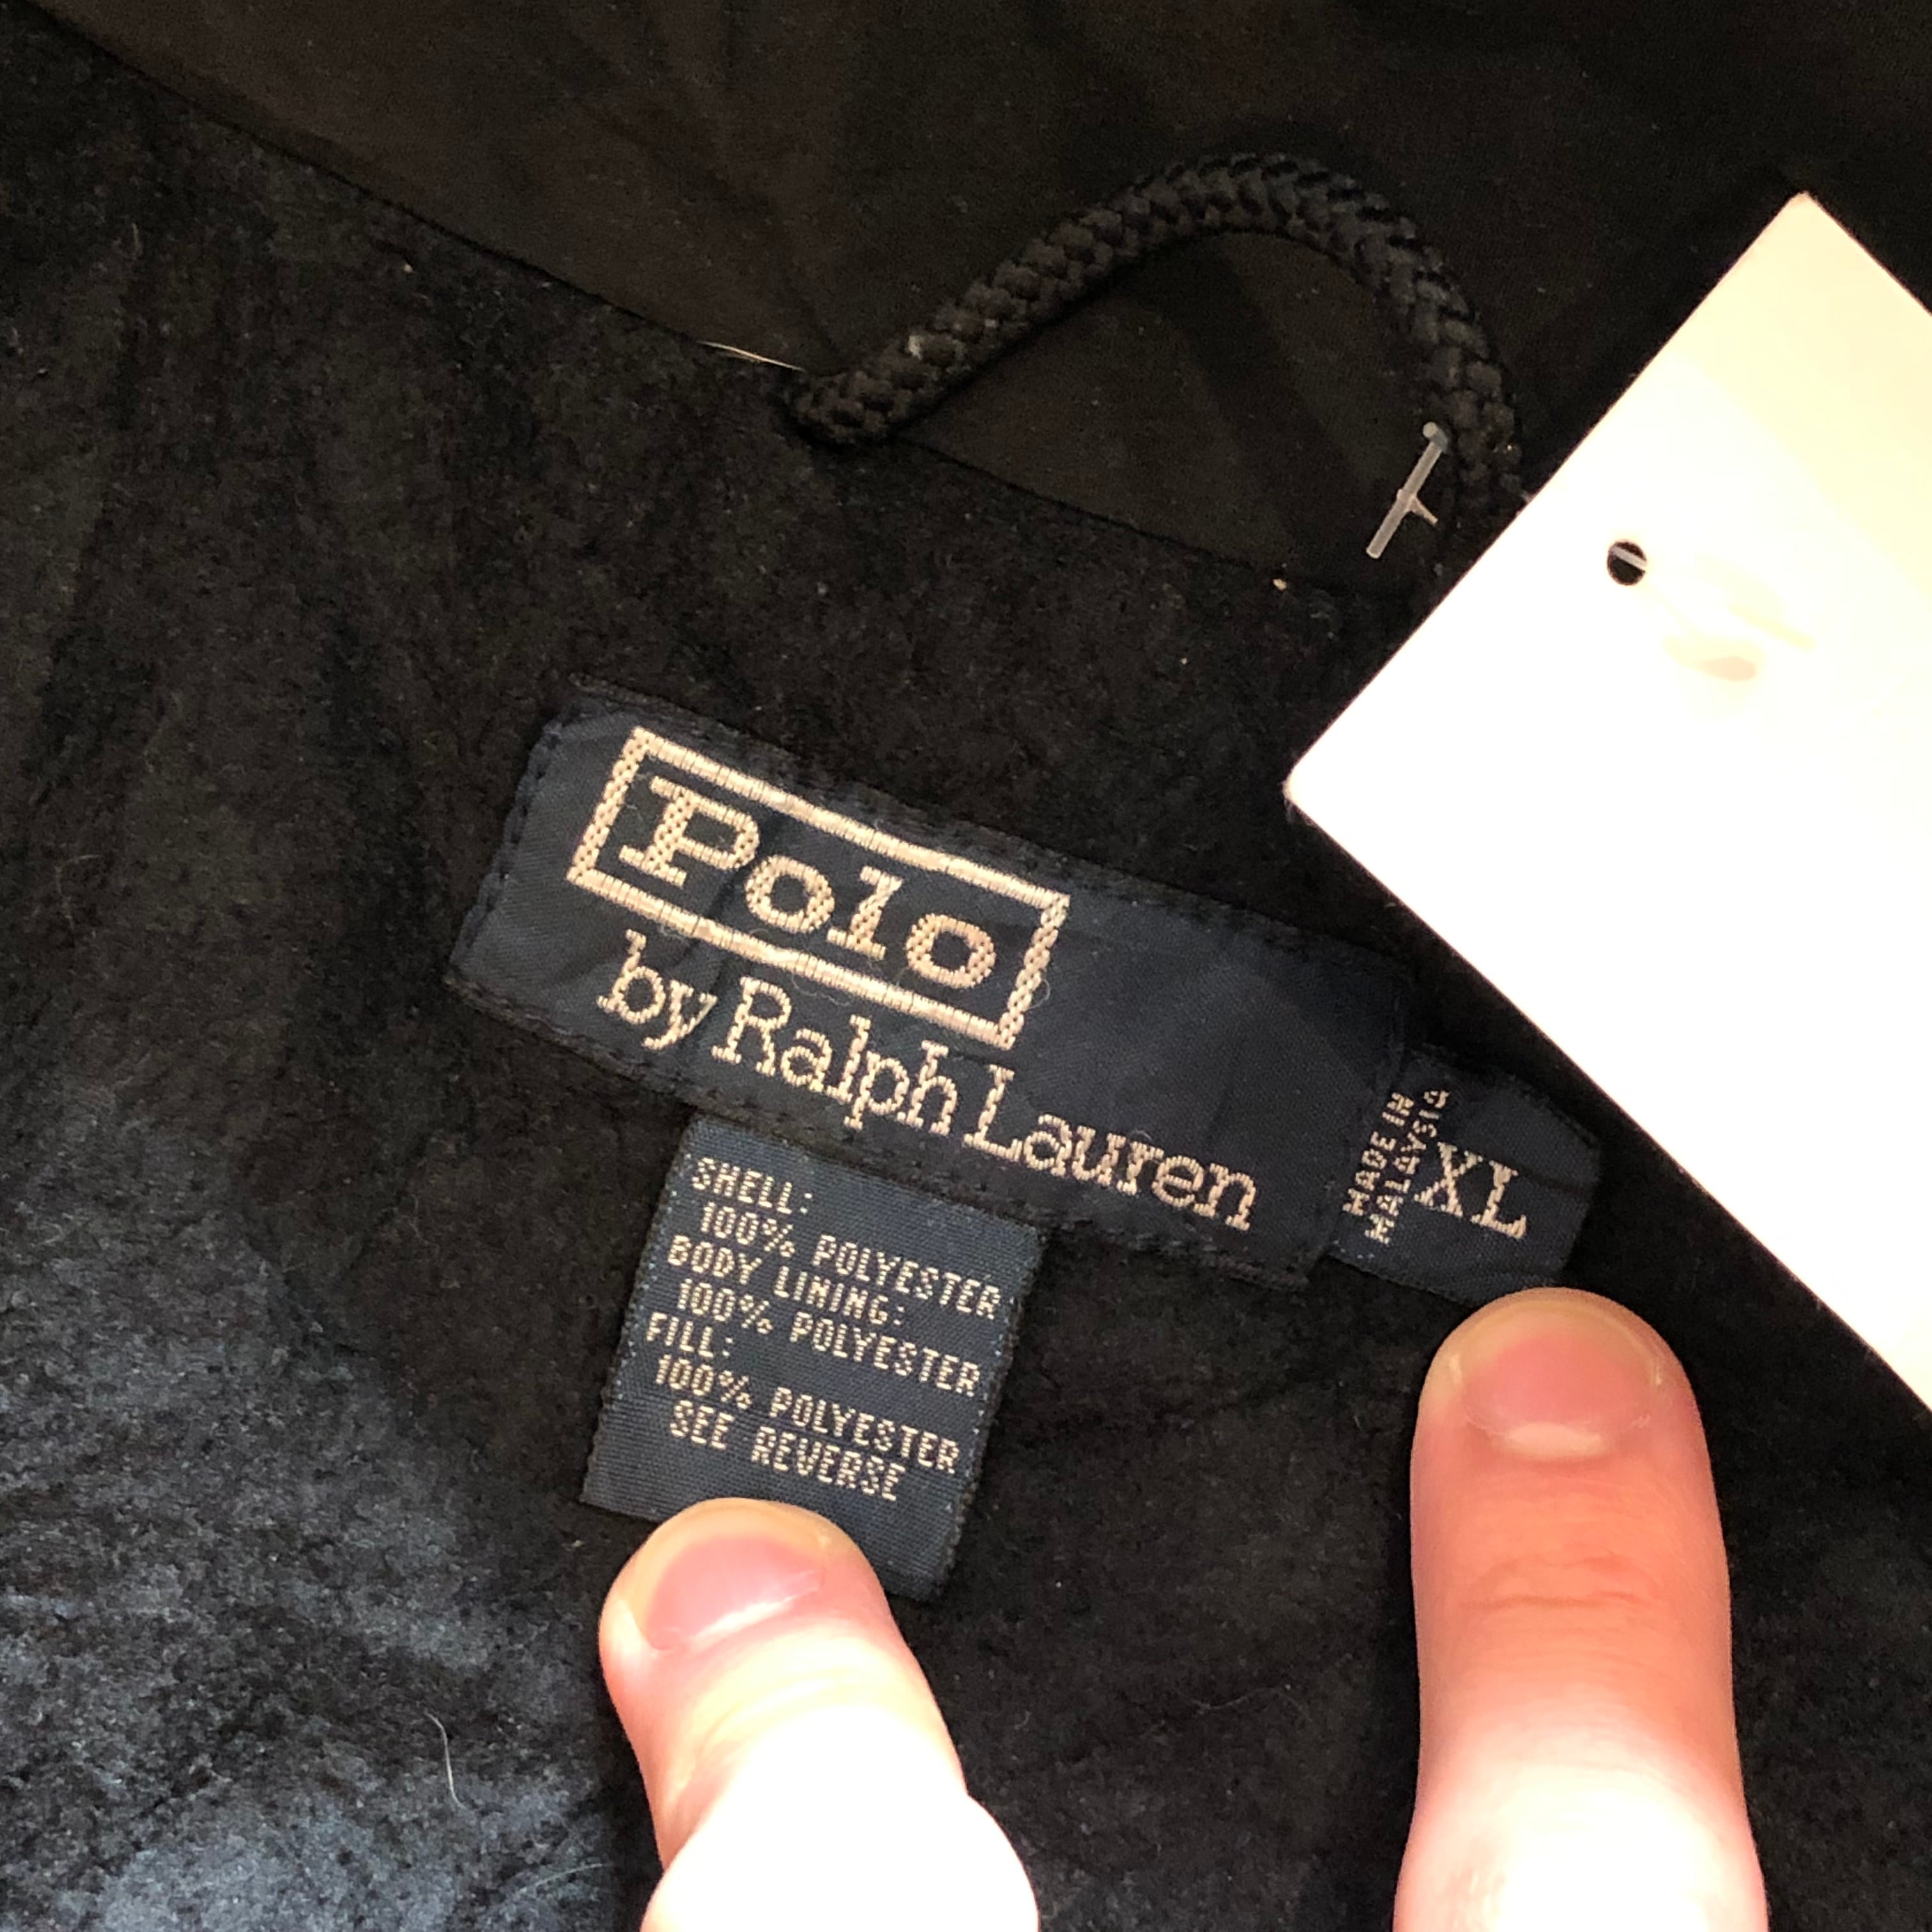 Polo
by Ralph Lauren
MADE IN
MALAYSIA
XL
SHELL:
100% POLYESTER
BODY LINING:
100% POLYESTER
FILL:
100% POLYESTER
SEE REVERSE